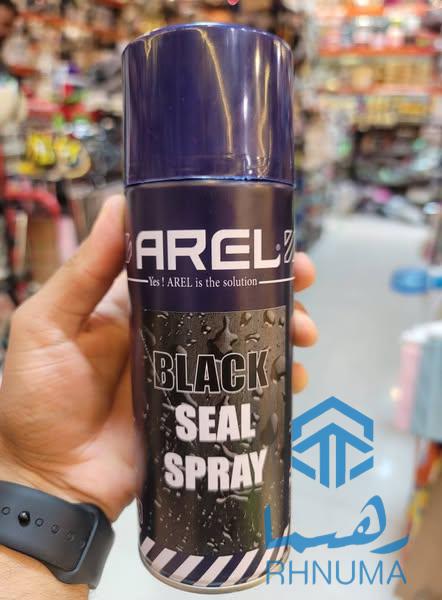 AREL
Yes ! AREL is the solution
BLACK
SEAL
SPRAY
رهنما
RHNUMA